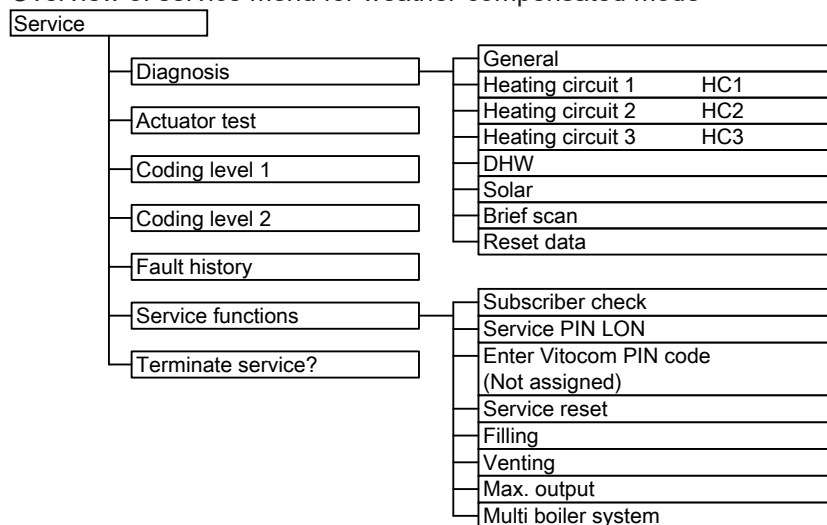 Overview of service menu for weather-compensated mode
Service
Diagnosis
General
Heating circuit 1 HC1
Heating circuit 2 HC2
Heating circuit 3 HC3
DHW
Solar
Brief scan
Reset data
Actuator test
Coding level 1
Coding level 2
Fault history
Service functions
Subscriber check
Service PIN LON
Enter Vitocom PIN code
(Not assigned)
Service reset
Filling
Venting
Max. output
Multi boiler system
Terminate service?